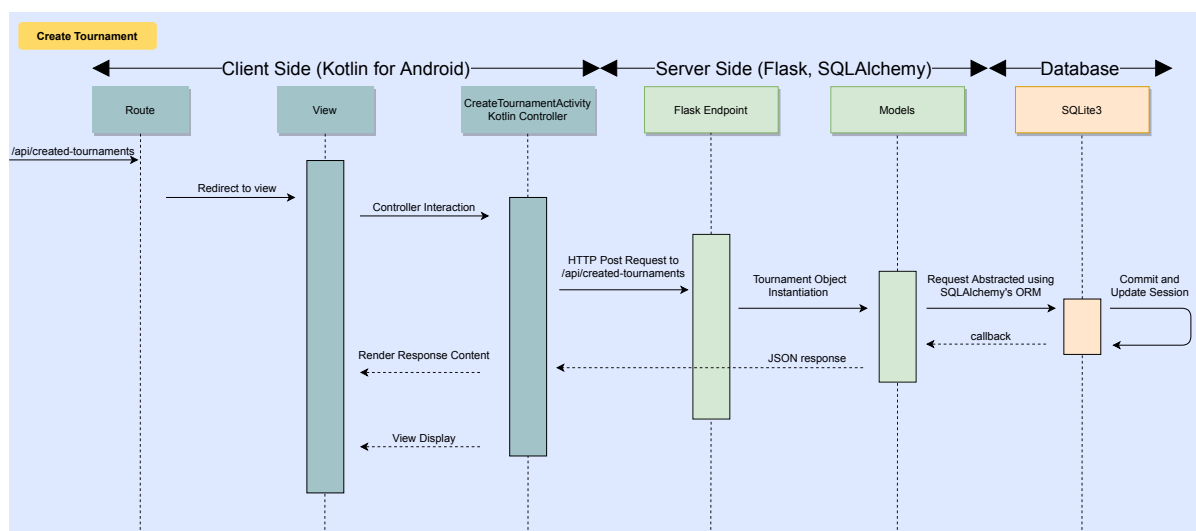 Create Tournament
Client Side (Kotlin for Android)
Server Side (Flask, SQLAlchemy)
Database
Route
View
CreateTournamentActivity
Kotlin Controller
Flask Endpoint
Models
SQLite3
/api/created-tournaments
Redirect to view
Controller Interaction
HTTP Post Request to
/api/created-tournaments
Tournament Object
Instantiation
Request Abstracted using
SQLAlchemy's ORM
Commit and
Update Session
callback
JSON response
Render Response Content
View Display